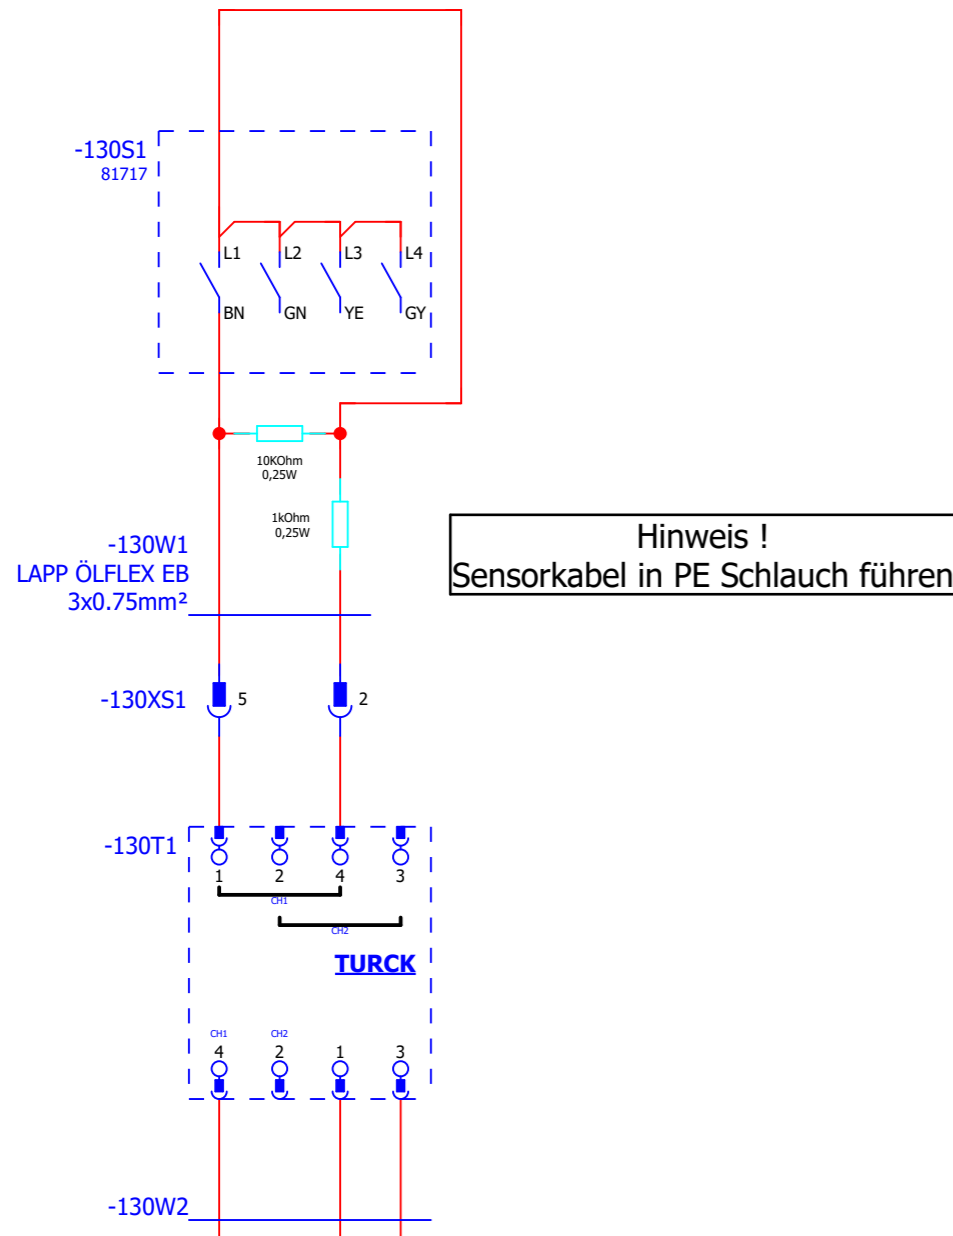 -130S1
81717
L1
L2
L3
L4
BN
GN
YE
GY
10KOhm
0,25W
1kOhm
0,25W
-130W1
LAPP ÖLFLEX EB
3x0.75mm²
Hinweis !
Sensorkabel in PE Schlauch führen
-130XS1
5
2
-130T1
1
2
4
3
CH1
CH2
TURCK
CH1
CH2
4
2
1
3
-130W2